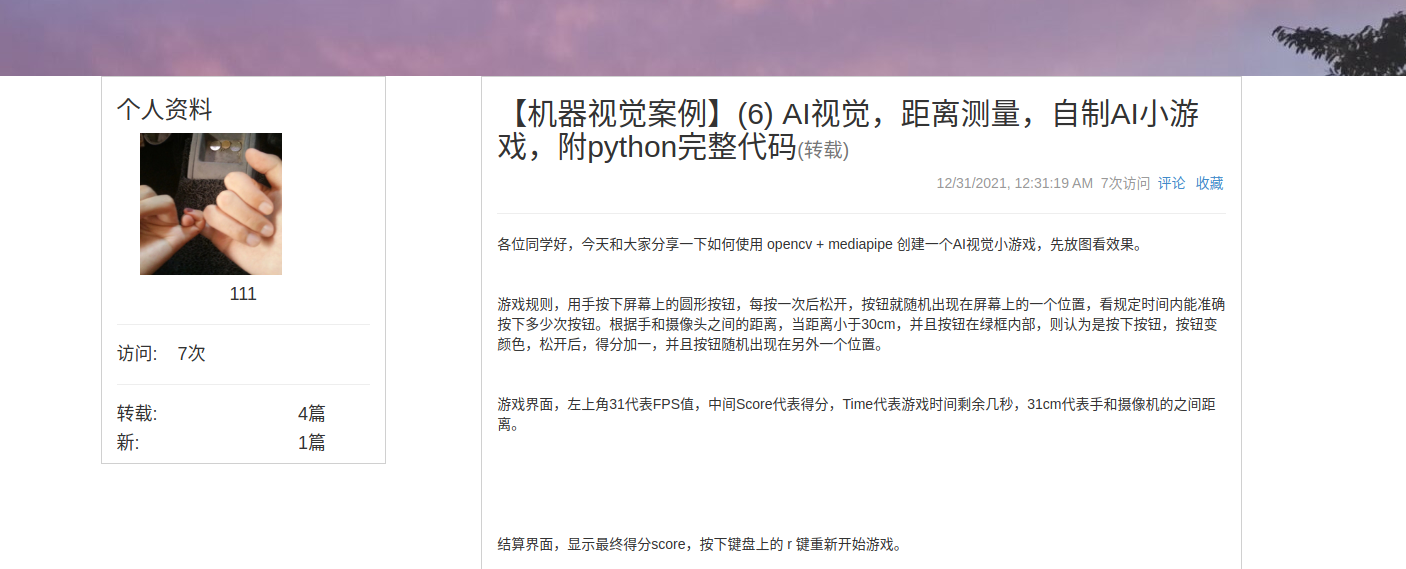 个人资料
111
访问: 7次
转载: 4篇
新: 1篇
【机器视觉案例】(6) AI视觉，距离测量，自制AI小游
戏，附python完整代码(转载)
12/31/2021, 12:31:19 AM 7次访问 评论 收藏
各位同学好，今天和大家分享一下如何使用 opencv + mediapipe 创建一个AI视觉小游戏，先放图看效果。
游戏规则，用手按下屏幕上的圆形按钮，每按一次后松开，按钮就随机出现在屏幕上的一个位置，看规定时间内能准确
按下多少次按钮。根据手和摄像头之间的距离，当距离小于30cm，并且按钮在绿框内部，则认为是按下按钮，按钮变
颜色，松开后，得分加一，并且按钮随机出现在另外一个位置。
游戏界面，左上角31代表FPS值，中间Score代表得分，Time代表游戏时间剩余几秒，31cm代表手和摄像机的之间距
离。
结算界面，显示最终得分score，按下键盘上的 r 键重新开始游戏。